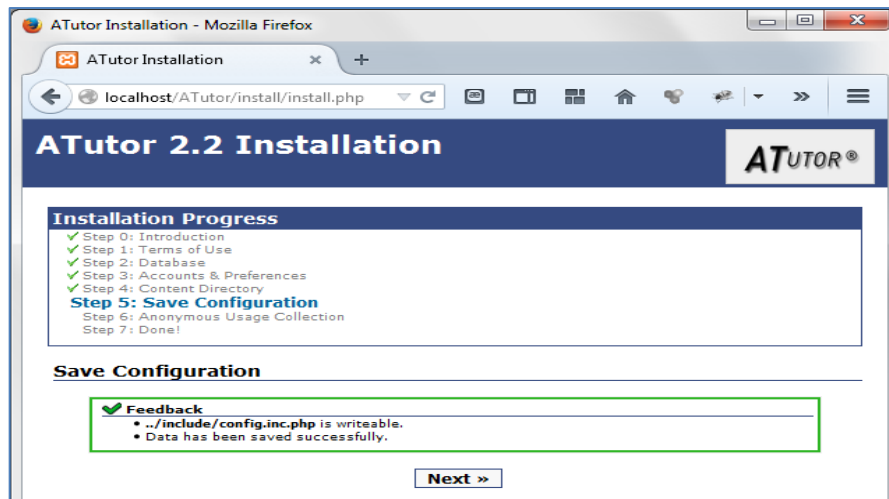 ATutor Installation - Mozilla Firefox
ATutor Installation
localhost/ATutor/install/install.php
ATutor 2.2 Installation
ATUTOR®
Installation Progress
Step 0: Introduction
Step 1: Terms of Use
Step 2: Database
Step 3: Accounts & Preferences
Step 4: Content Directory
Step 5: Save Configuration
Step 6: Anonymous Usage Collection
Step 7: Done!
Save Configuration
Feedback
• ../include/config.inc.php is writeable.
• Data has been saved successfully.
Next »